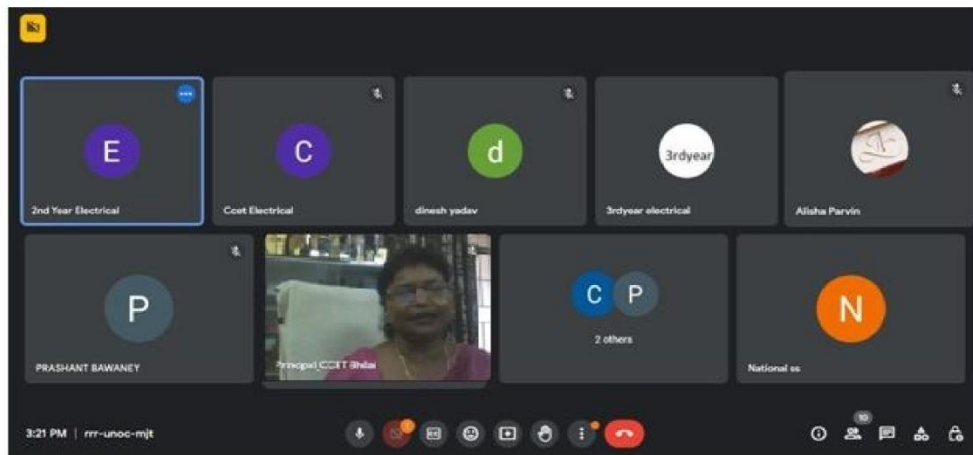 E
2nd Year Electrical
C
Ccet Electrical
d
dinesh yadav
3rdyear
3rdyear electrical
Alisha Parvin
P
PRASHANT BAWANEY
Principal CCET Bhilai
C P
2 others
N
National ss
3:21 PM | rrr-unoc-mjt
10